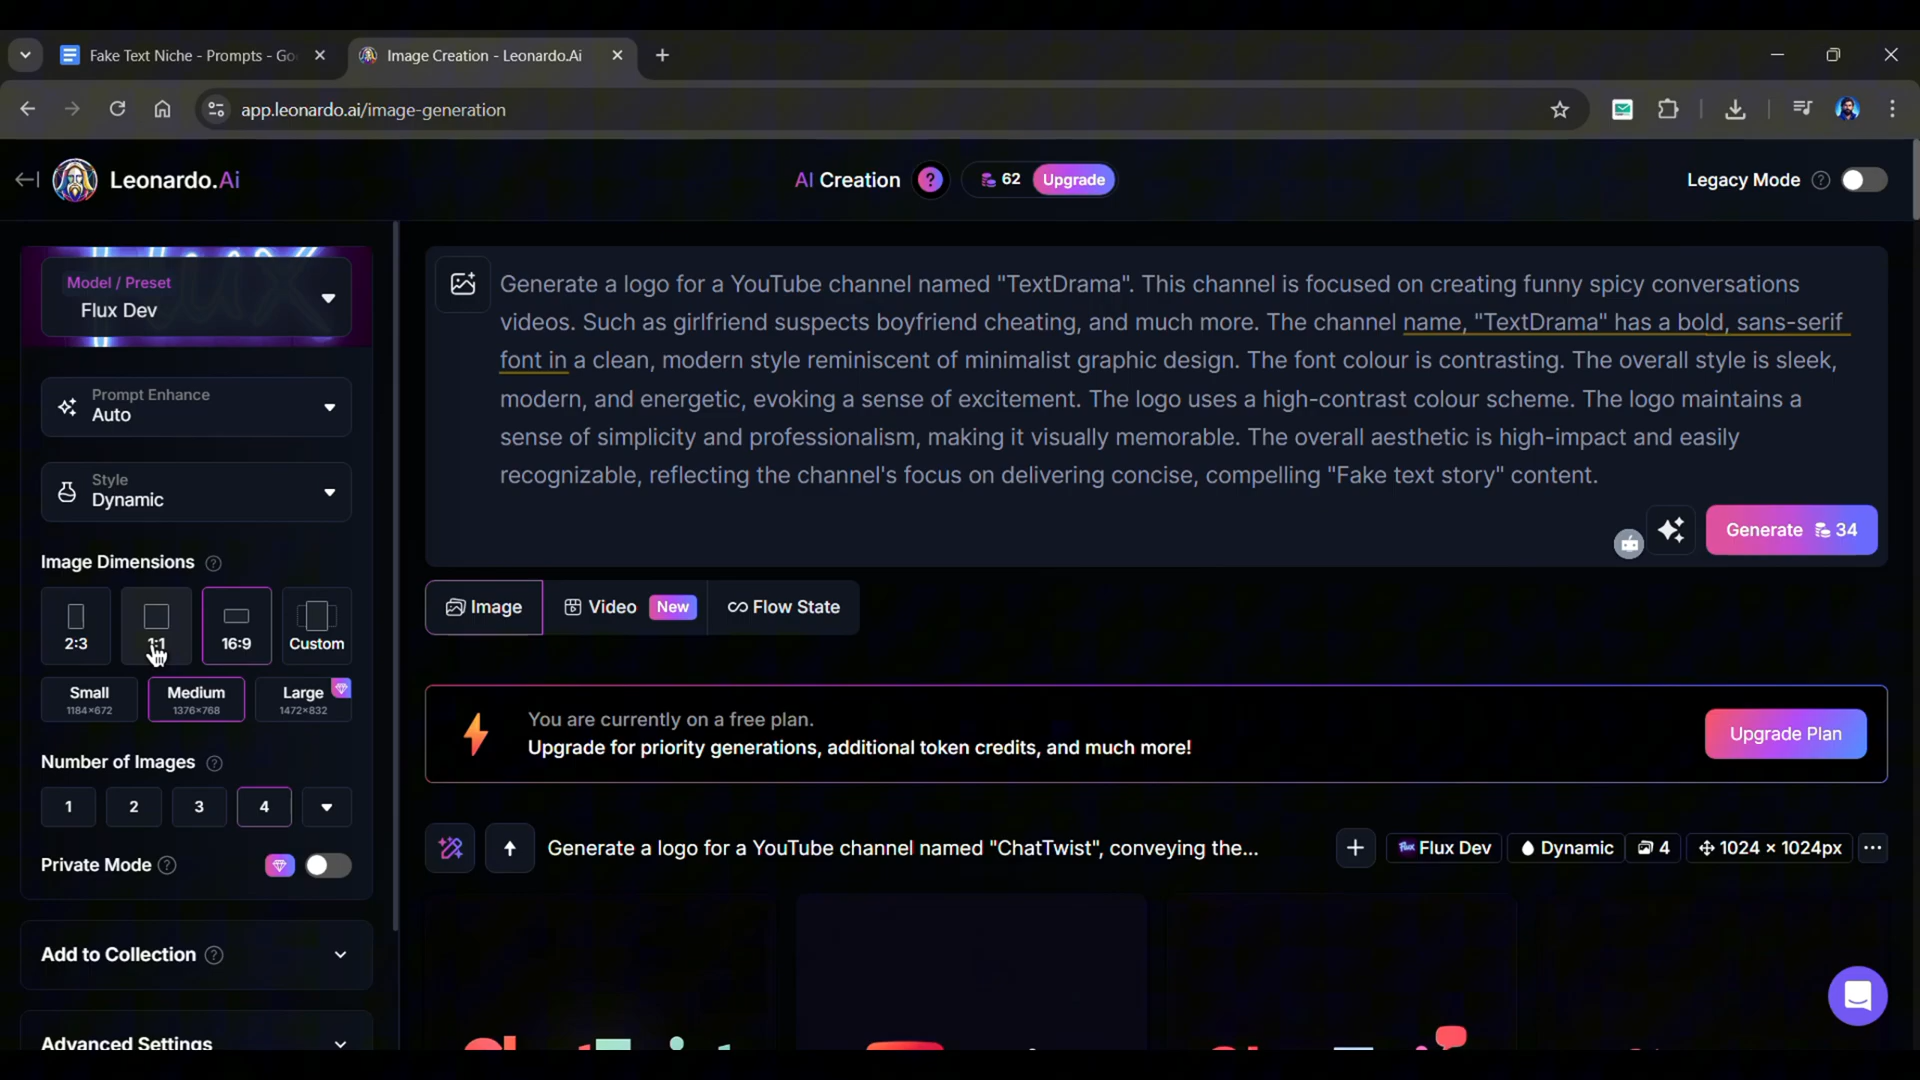 Fake Text Niche - Prompts - Go
Image Creation - Leonardo.Ai
app.leonardo.ai/image-generation
Leonardo.Ai
AI Creation ? 62 Upgrade
Legacy Mode ?
Model / Preset
Flux Dev
Prompt Enhance
Auto
Style
Dynamic
Image Dimensions ?
2:3 1:1 16:9 Custom
Small Medium Large
1184×672 1376×768 1472×832
Number of Images ?
1 2 3 4
Private Mode ?
Add to Collection ?
Advanced Settings
Generate a logo for a YouTube channel named "TextDrama". This channel is focused on creating funny spicy conversations
videos. Such as girlfriend suspects boyfriend cheating, and much more. The channel name, "TextDrama" has a bold, sans-serif
font in a clean, modern style reminiscent of minimalist graphic design. The font colour is contrasting. The overall style is sleek,
modern, and energetic, evoking a sense of excitement. The logo uses a high-contrast colour scheme. The logo maintains a
sense of simplicity and professionalism, making it visually memorable. The overall aesthetic is high-impact and easily
recognizable, reflecting the channel's focus on delivering concise, compelling "Fake text story" content.
Generate 34
Image Video New Flow State
You are currently on a free plan.
Upgrade for priority generations, additional token credits, and much more!
Upgrade Plan
Generate a logo for a YouTube channel named "ChatTwist", conveying the...
Flux Dev Dynamic 4 1024 × 1024px